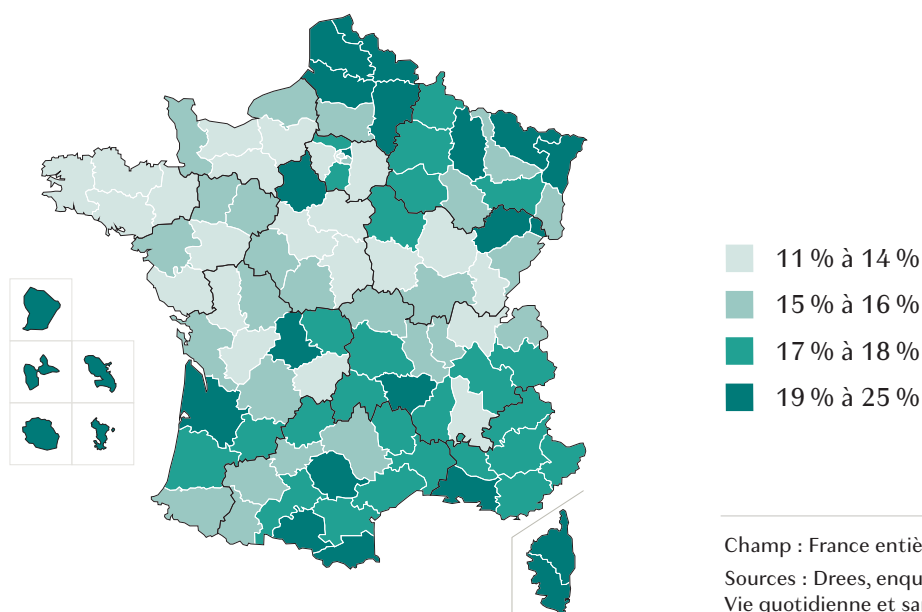 11 % à 14 %
15 % à 16 %
17 % à 18 %
19 % à 25 %
Champ : France
Sources : Drees,
Vie quotidienne et